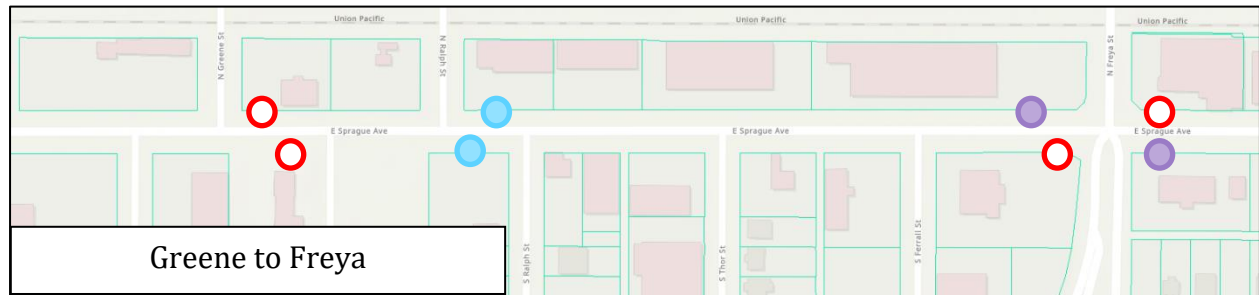 Union Pacific
Union Pacific
Union Pacific
N Greene St
N Ralph St
N Freya St
E Sprague Ave
E Sprague Ave
E Sprague Ave
S Ralph St
S Thor St
S Ferrall St
Greene to Freya